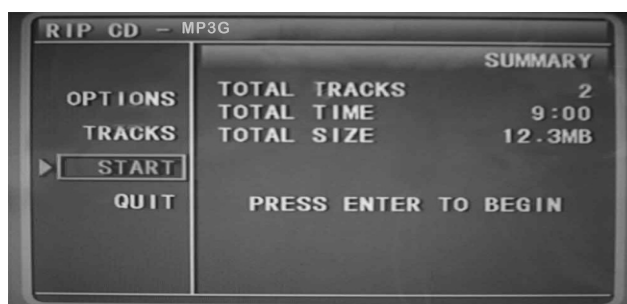 RIP CD - MP3G
SUMMARY
OPTIONS
TRACKS
START
QUIT
TOTAL TRACKS 2
TOTAL TIME 9:00
TOTAL SIZE 12.3MB
PRESS ENTER TO BEGIN